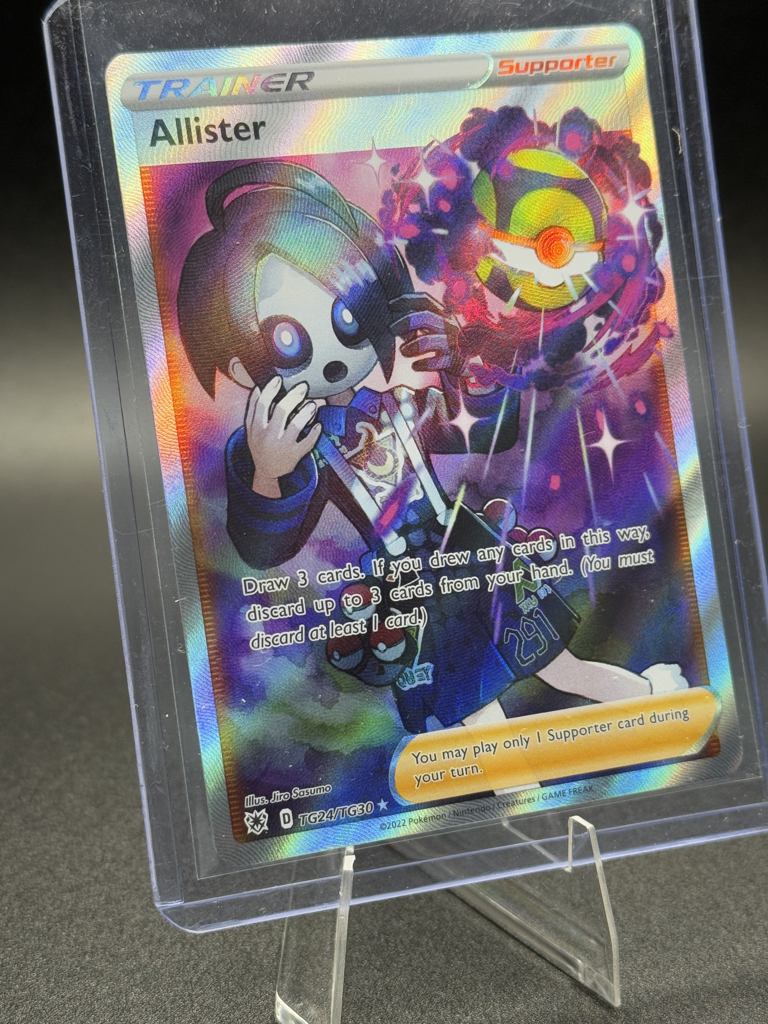 TRAINER
Supporter
Allister
Draw 3 cards. If you drew any cards in this way,
discard up to 3 cards from your hand. (You must
discard at least 1 card.)
291
You may play only 1 Supporter card during
your turn.
Illus. Jiro Sasumo
D TG24/TG30 ★
©2022 Pokémon / Nintendo / Creatures / GAME FREAK.